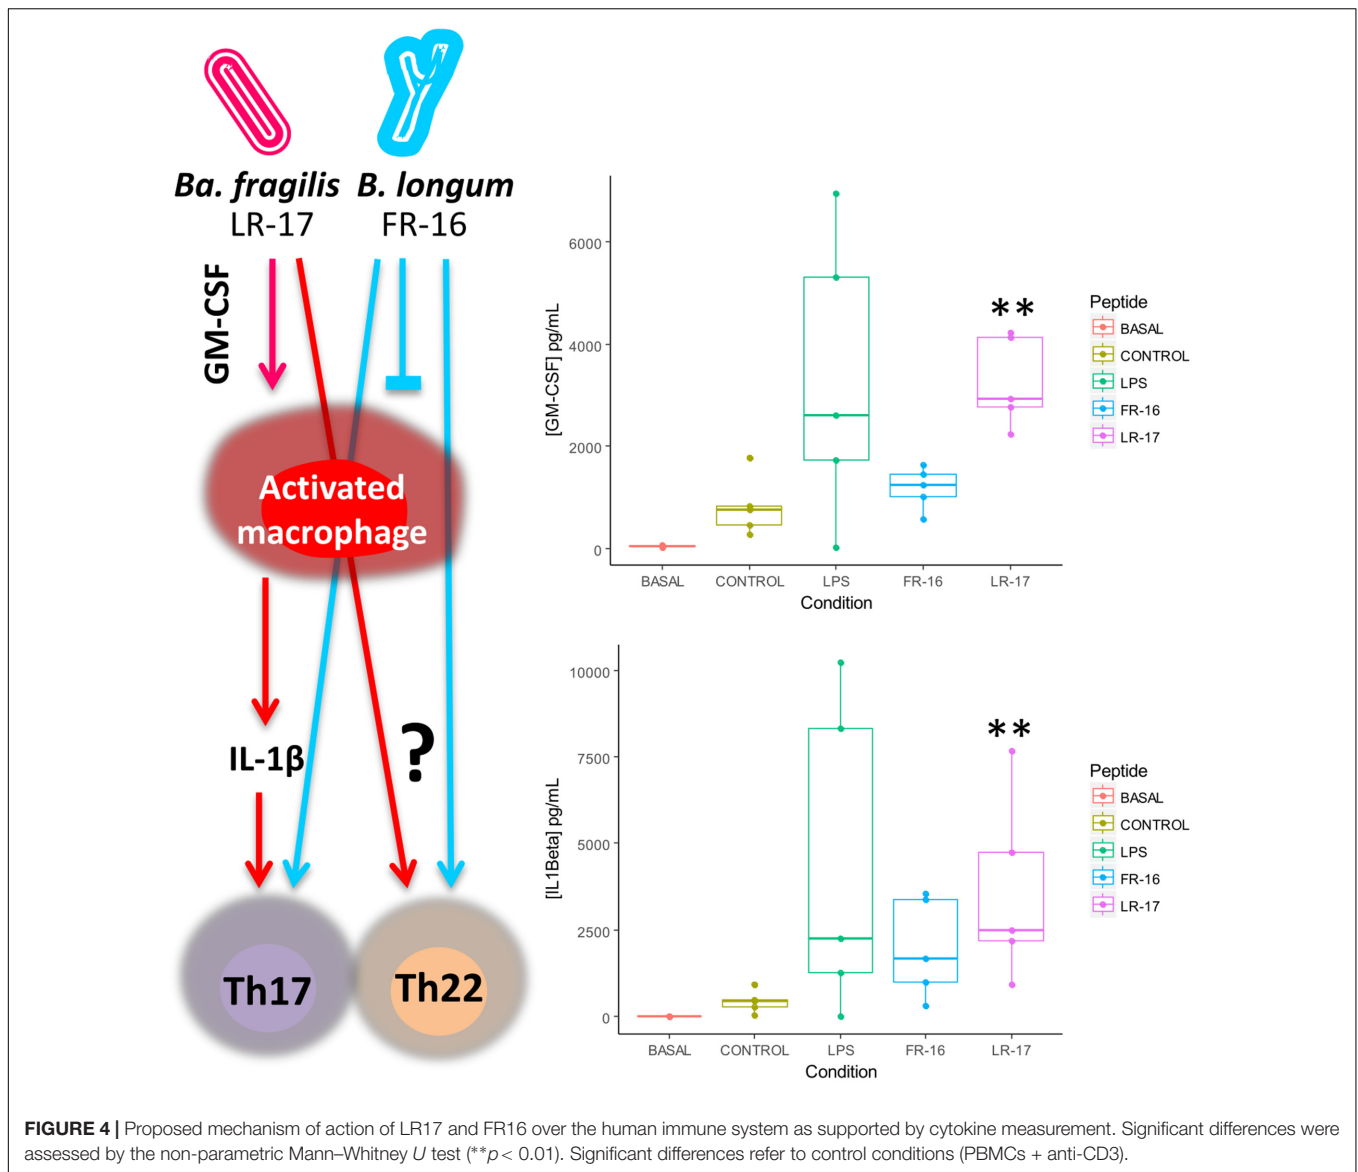 Ba. fragilis B. longum
LR-17 FR-16
GM-CSF
Activated
macrophage
IL-1β
?
Th17
Th22
[GM-CSF] pg/mL
6000
4000
2000
0
**
BASAL CONTROL LPS FR-16 LR-17
Condition
Peptide
BASAL
CONTROL
LPS
FR-16
LR-17
[IL1Beta] pg/mL
10000
7500
5000
2500
0
**
BASAL CONTROL LPS FR-16 LR-17
Condition
Peptide
BASAL
CONTROL
LPS
FR-16
LR-17
FIGURE 4 | Proposed mechanism of action of LR17 and FR16 over the human immune system as supported by cytokine measurement. Significant differences were
assessed by the non-parametric Mann–Whitney U test (**p< 0.01). Significant differences refer to control conditions (PBMCs + anti-CD3).